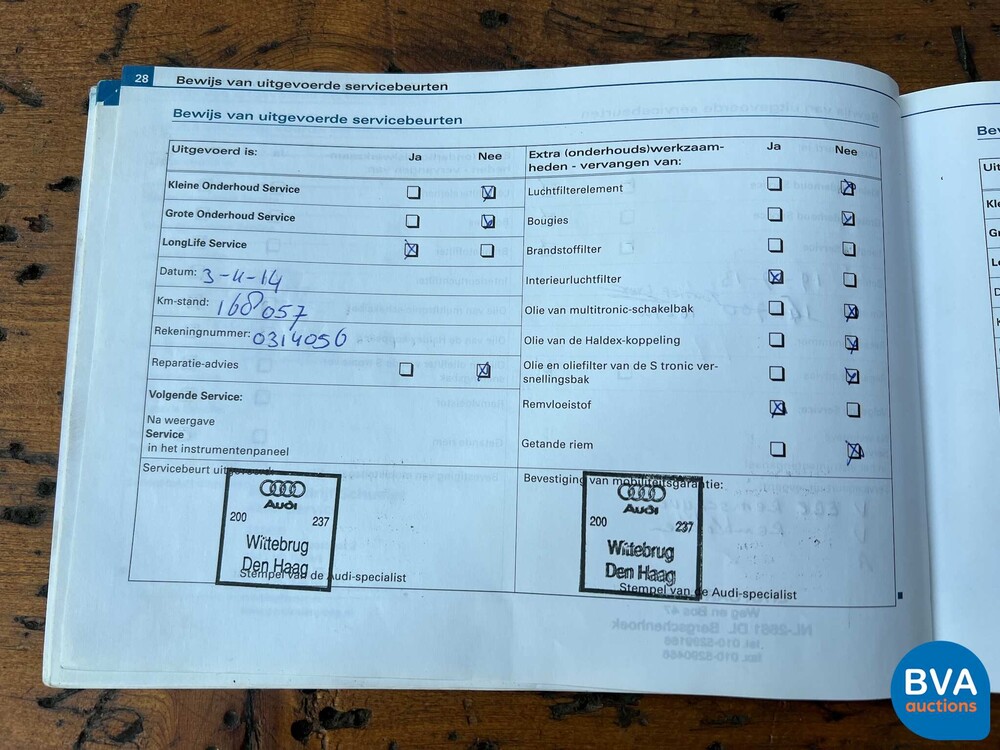 28 Bewijs van uitgevoerde servicebeurten
Bewijs van uitgevoerde servicebeurten
Uitgevoerd is: Ja Nee
Kleine Onderhoud Service
Grote Onderhoud Service
LongLife Service
Datum: 3-4-14
Km-stand: 168057
Rekeningnummer: 0314056
Reparatie-advies
Volgende Service:
Na weergave
Service
in het instrumentenpaneel
Servicebeurt uitgevoerd:
Audi
200 237
Wittebrug
Den Haag
Stempel van de Audi-specialist
Extra (onderhouds)werkzaam-
heden - vervangen van: Ja Nee
Luchtfilterelement
Bougies
Brandstoffilter
Interieurluchtfilter
Olie van multitronic-schakelbak
Olie van de Haldex-koppeling
Olie en oliefilter van de S tronic ver-
snellingsbak
Remvloeistof
Getande riem
Bevestiging van mobiliteitsgarantie:
Audi
200 237
Wittebrug
Den Haag
Stempel van de Audi-specialist
BVA
auctions